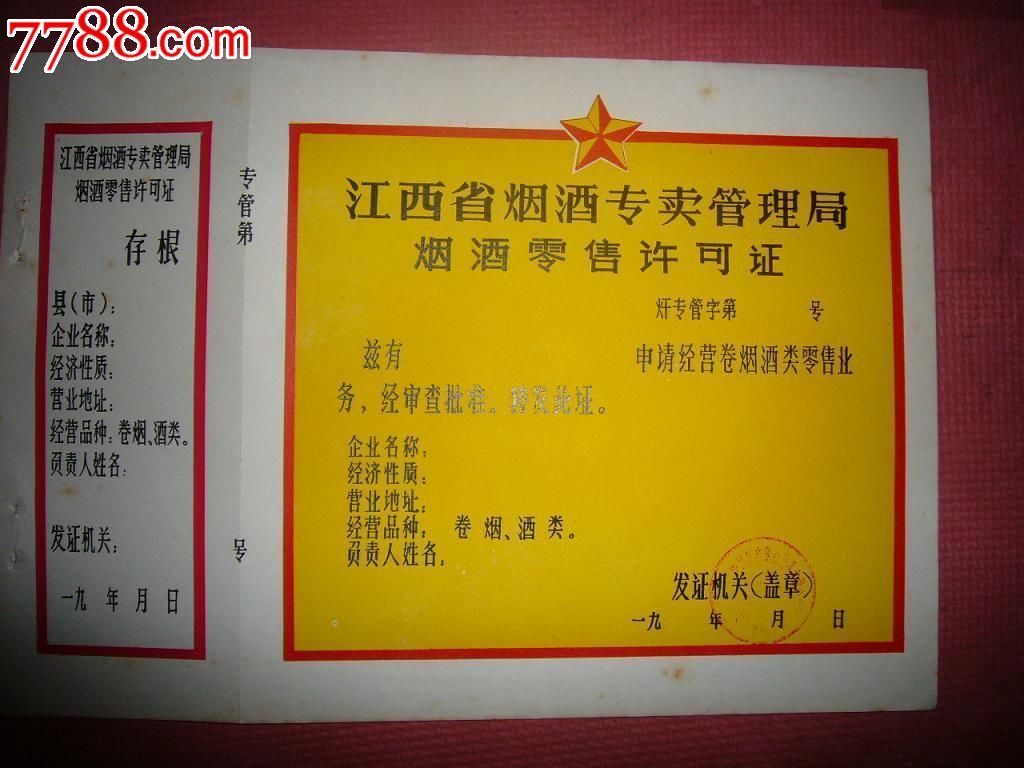 7788.com
江西省烟酒专卖管理局
烟酒零售许可证
存根
县(市):
企业名称:
经济性质:
营业地址:
经营品种:卷烟、酒类。
负责人姓名:
发证机关:
一九 年 月 日
专管第 号
江西省烟酒专卖管理局
烟酒零售许可证
专管字第 号
兹有 申请经营卷烟酒类零售业
务,经审查批准。特发此证。
企业名称:
经济性质:
营业地址:
经营品种: 卷烟、酒类。
负责人姓名:
发证机关(盖章)
一九 年 月 日